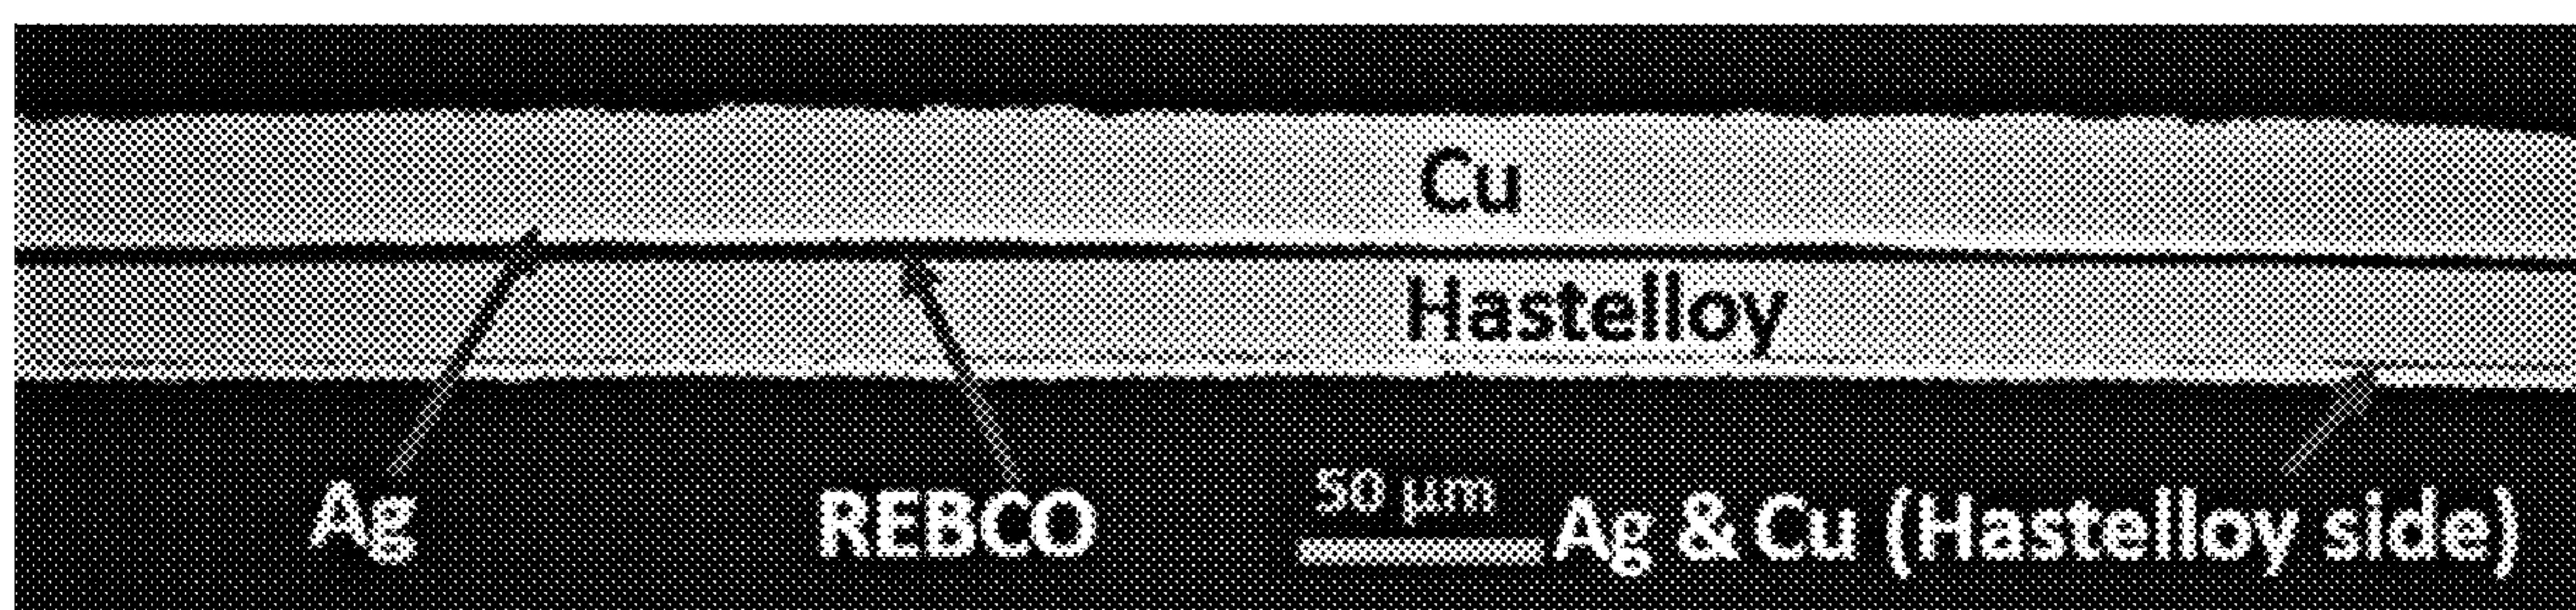 Cu
Hastelloy
50 µm
Ag
REBCO
Ag & Cu (Hastelloy side)